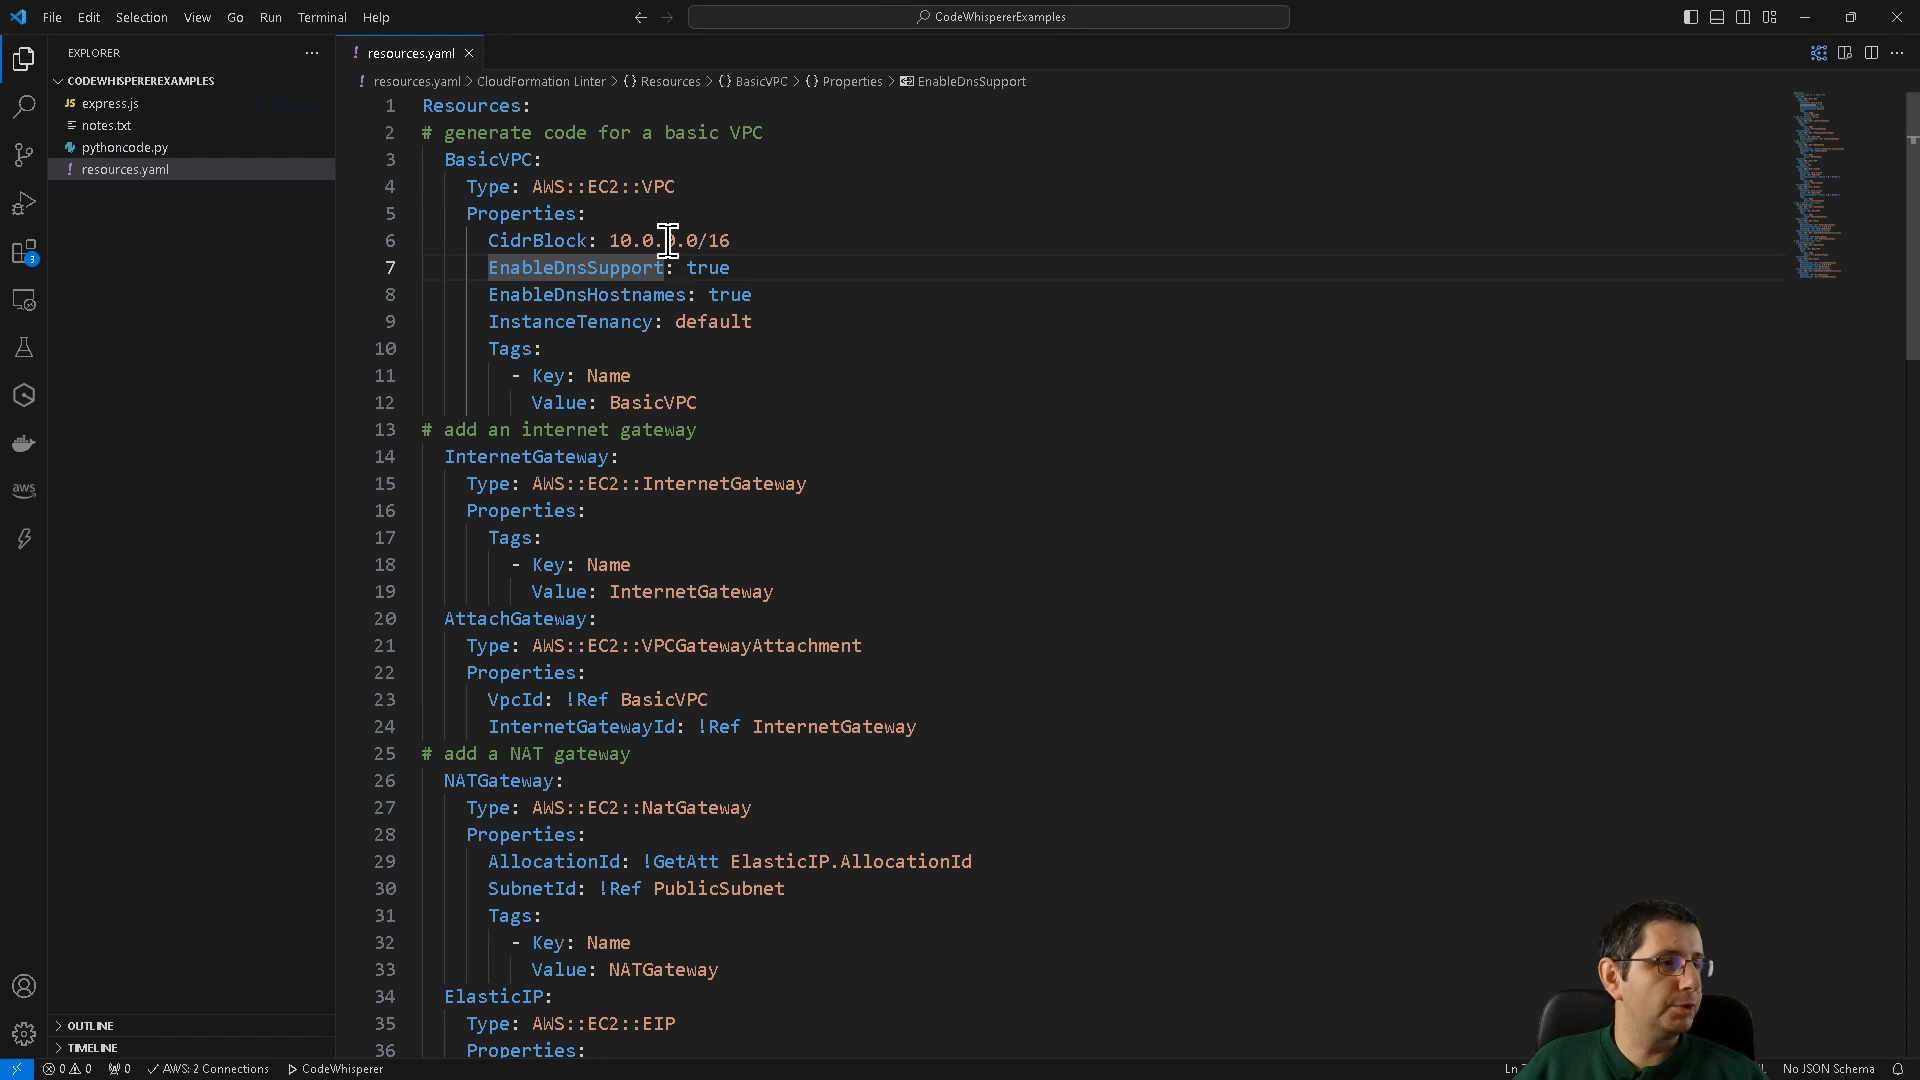 File Edit Selection View Go Run Terminal Help
CodeWhispererExamples
EXPLORER
CODEWHISPEREREXAMPLES
JS express.js
notes.txt
pythoncode.py
! resources.yaml
3
aws
OUTLINE
TIMELINE
! resources.yaml
! resources.yaml > CloudFormation Linter > {} Resources > {} BasicVPC > {} Properties > EnableDnsSupport
1 Resources:
2 # generate code for a basic VPC
3 BasicVPC:
4 Type: AWS::EC2::VPC
5 Properties:
6 CidrBlock: 10.0.0.0/16
7 EnableDnsSupport: true
8 EnableDnsHostnames: true
9 InstanceTenancy: default
10 Tags:
11 - Key: Name
12 Value: BasicVPC
13 # add an internet gateway
14 InternetGateway:
15 Type: AWS::EC2::InternetGateway
16 Properties:
17 Tags:
18 - Key: Name
19 Value: InternetGateway
20 AttachGateway:
21 Type: AWS::EC2::VPCGatewayAttachment
22 Properties:
23 VpcId: !Ref BasicVPC
24 InternetGatewayId: !Ref InternetGateway
25 # add a NAT gateway
26 NATGateway:
27 Type: AWS::EC2::NatGateway
28 Properties:
29 AllocationId: !GetAtt ElasticIP.AllocationId
30 SubnetId: !Ref PublicSubnet
31 Tags:
32 - Key: Name
33 Value: NATGateway
34 ElasticIP:
35 Type: AWS::EC2::EIP
36 Properties:
0 0 0 AWS: 2 Connections CodeWhisperer
No JSON Schema